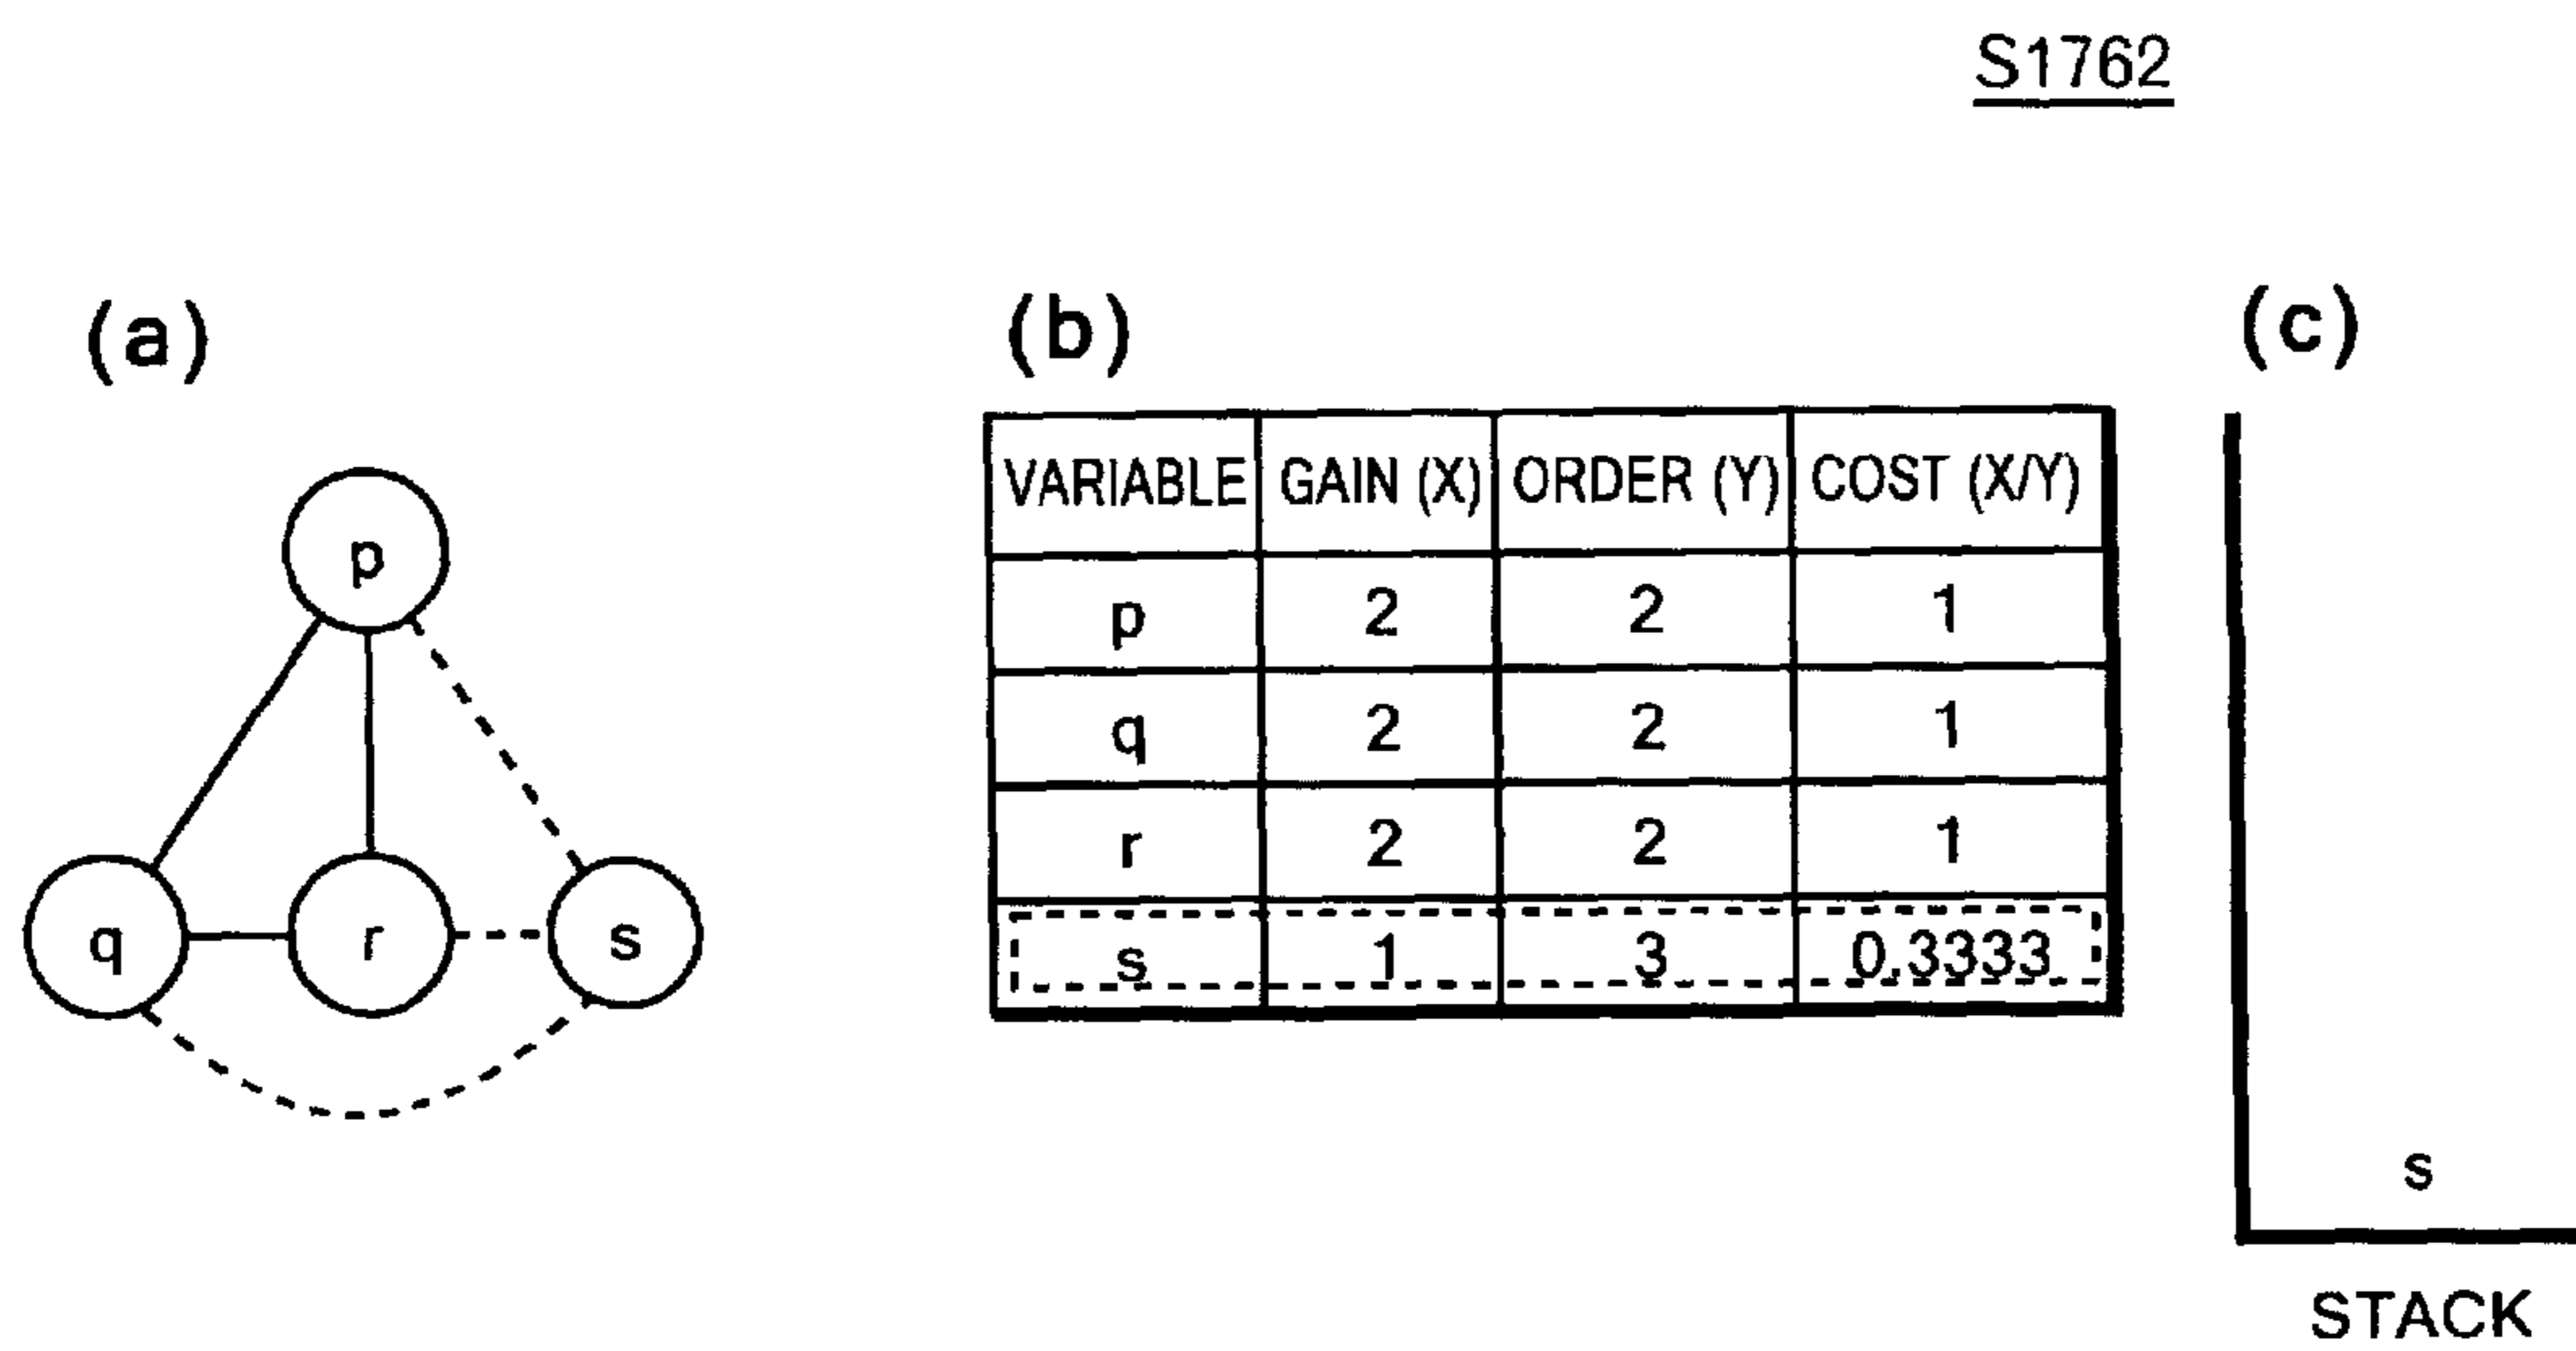 S1762
(a)
(b)
(c)
p
q r s
VARIABLE GAIN (X) ORDER (Y) COST (X/Y)
p 2 2 1
q 2 2 1
r 2 2 1
s 1 3 0.3333
s
STACK